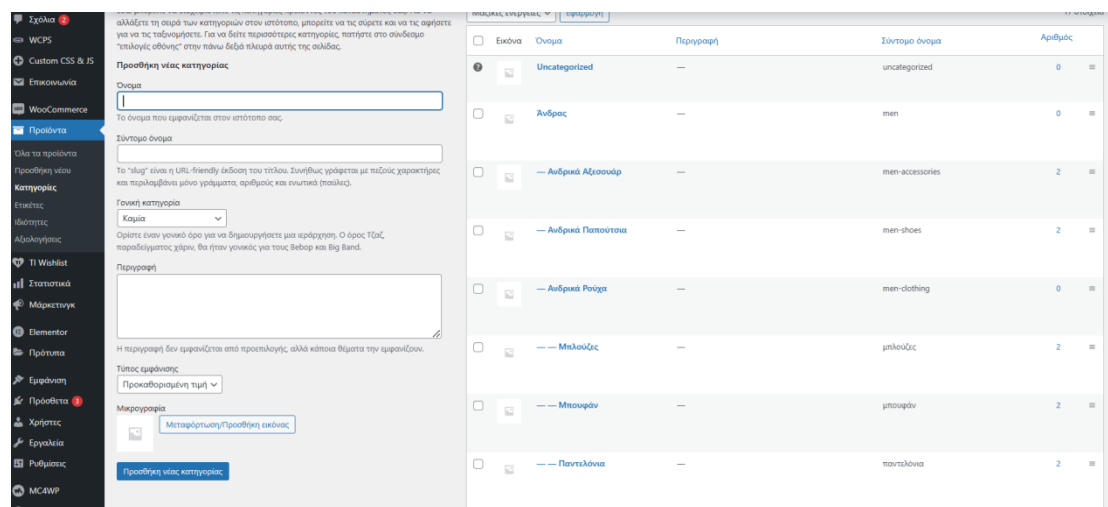 Σχόλια 2
WCPS
Custom CSS & JS
Επικοινωνία
WooCommerce
Προϊόντα
Όλα τα προϊόντα
Προσθήκη νέου
Κατηγορίες
Ετικέτες
Ιδιότητες
Αξιολογήσεις
TI Wishlist
Στατιστικά
Μάρκετινγκ
Elementor
Πρότυπα
Εμφάνιση
Πρόσθετα 3
Χρήστες
Εργαλεία
Ρυθμίσεις
MC4WP
αλλάξετε τη σειρά των κατηγοριών στον ιστότοπο, μπορείτε να τις σύρετε και να τις αφήσετε
για να τις ταξινομήσετε. Για να δείτε περισσότερες κατηγορίες, πατήστε στο σύνδεσμο
"επιλογές οθόνης" στην πάνω δεξιά πλευρά αυτής της σελίδας.
Προσθήκη νέας κατηγορίας
Όνομα
Το όνομα που εμφανίζεται στον ιστότοπο σας.
Σύντομο όνομα
Το "slug" είναι η URL-friendly έκδοση του τίτλου. Συνήθως γράφεται με πεζούς χαρακτήρες
και περιλαμβάνει μόνο γράμματα, αριθμούς και ενωτικά (παύλες).
Γονική κατηγορία
Καμία
Ορίστε έναν γονικό όρο για να δημιουργήσετε μια ιεράρχηση. Ο όρος Τζαζ,
παραδείγματος χάριν, θα ήταν γονικός για τους Bebop και Big Band.
Περιγραφή
Η περιγραφή δεν εμφανίζεται από προεπιλογής, αλλά κάποια θέματα την εμφανίζουν.
Τύπος εμφάνισης
Προκαθορισμένη τιμή
Μικρογραφία
Μεταφόρτωση/Προσθήκη εικόνας
Προσθήκη νέας κατηγορίας
Μαζικές ενέργειες Εφαρμογή 11 στοιχεία
Εικόνα Όνομα Περιγραφή Σύντομο όνομα Αριθμός
Uncategorized — uncategorized 0
Άνδρας — men 0
— Ανδρικά Αξεσουάρ — men-accessories 2
— Ανδρικά Παπούτσια — men-shoes 2
— Ανδρικά Ρούχα — men-clothing 0
— — Μπλούζες — μπλούζες 2
— — Μπουφάν — μπουφάν 2
— — Παντελόνια — παντελόνια 2